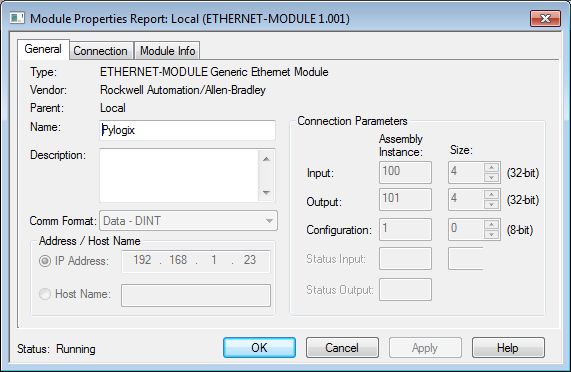 Module Properties Report: Local (ETHERNET-MODULE 1.001)
General Connection Module Info
Type: ETHERNET-MODULE Generic Ethernet Module
Vendor: Rockwell Automation/Allen-Bradley
Parent: Local
Name: Pylogix
Description:
Comm Format: Data - DINT
Address / Host Name
IP Address: 192 . 168 . 1 . 23
Host Name:
Connection Parameters
Assembly Instance: Size:
Input: 100 4 (32-bit)
Output: 101 4 (32-bit)
Configuration: 1 0 (8-bit)
Status Input:
Status Output:
Status: Running OK Cancel Apply Help